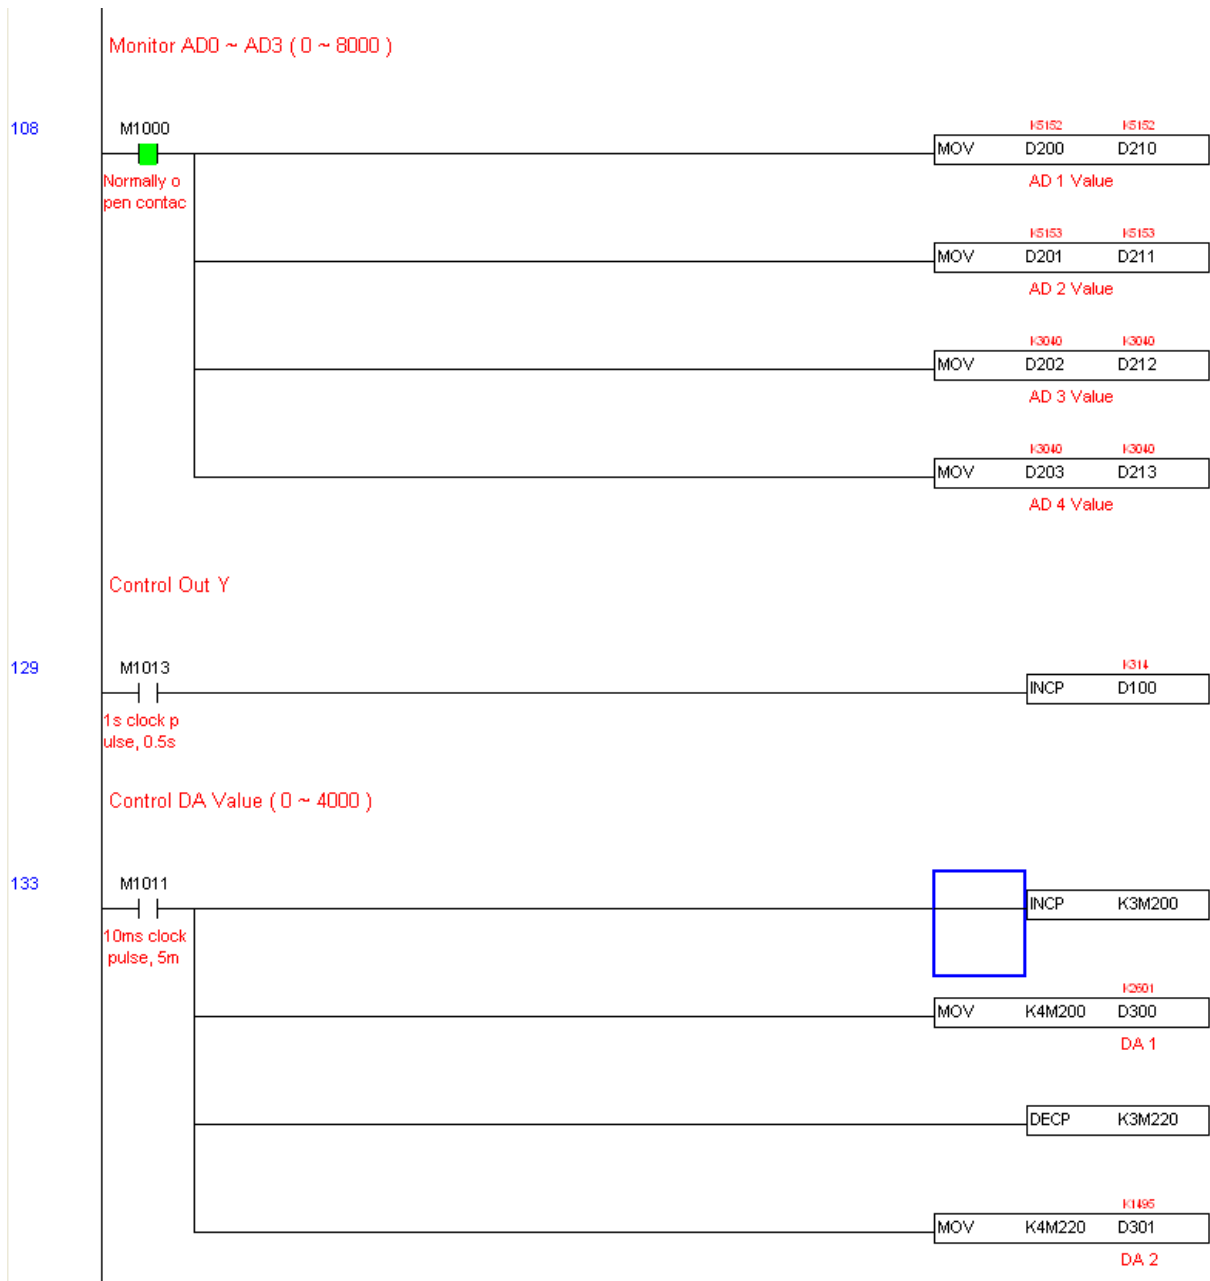 Monitor AD0 ~ AD3 ( 0 ~ 8000 )
108
M1000
Normally o
pen contac
K5152 K5152
MOV D200 D210
AD 1 Value
K5153 K5153
MOV D201 D211
AD 2 Value
K3040 K3040
MOV D202 D212
AD 3 Value
K3040 K3040
MOV D203 D213
AD 4 Value
Control Out Y
129
M1013
1s clock p
ulse, 0.5s
K314
INCP D100
Control DA Value ( 0 ~ 4000 )
133
M1011
10ms clock
pulse, 5m
INCP K3M200
K2601
MOV K4M200 D300
DA 1
DECP K3M220
K1495
MOV K4M220 D301
DA 2